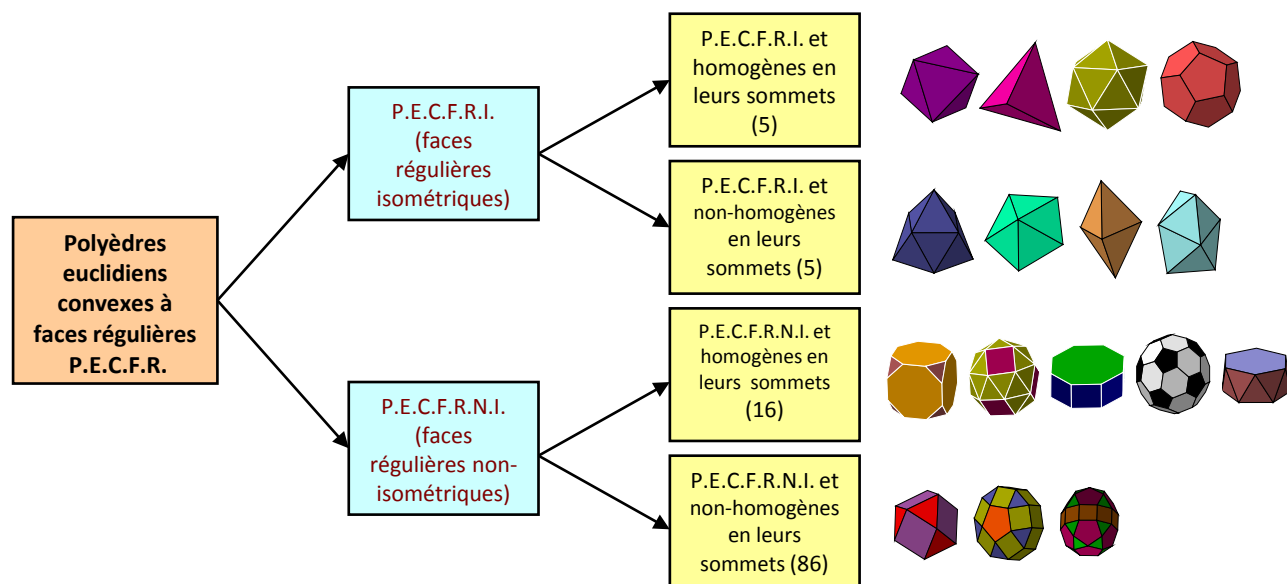 Polyèdres
euclidiens
convexes à
faces régulières
P.E.C.F.R.
P.E.C.F.R.I.
(faces
régulières
isométriques)
P.E.C.F.R.N.I.
(faces
régulières non-
isométriques)
P.E.C.F.R.I. et
homogènes en
leurs sommets
(5)
P.E.C.F.R.I. et
non-homogènes
en leurs
sommets (5)
P.E.C.F.R.N.I. et
homogènes en
leurs sommets
(16)
P.E.C.F.R.N.I. et
non-homogènes
en leurs
sommets (86)